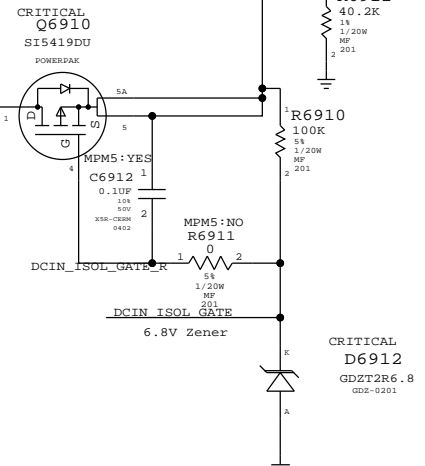 CRITICAL
Q6910
SI5419DU
POWERPAK
40.2K
1%
1/20W
MF
2 201
5A
5
1
D
S
G
4
1
R6910
100K
5%
1/20W
MF
201
2
MPM5:YES
C6912
1
0.1UF
10%
50V
X5R-CERM
0402
2
MPM5:NO
R6911
0
1
2
5%
1/20W
MF
201
DCIN_ISOL_GATE_R
DCIN_ISOL_GATE
6.8V Zener
CRITICAL
D6912
GDZT2R6.8
GDZ-0201
K
A